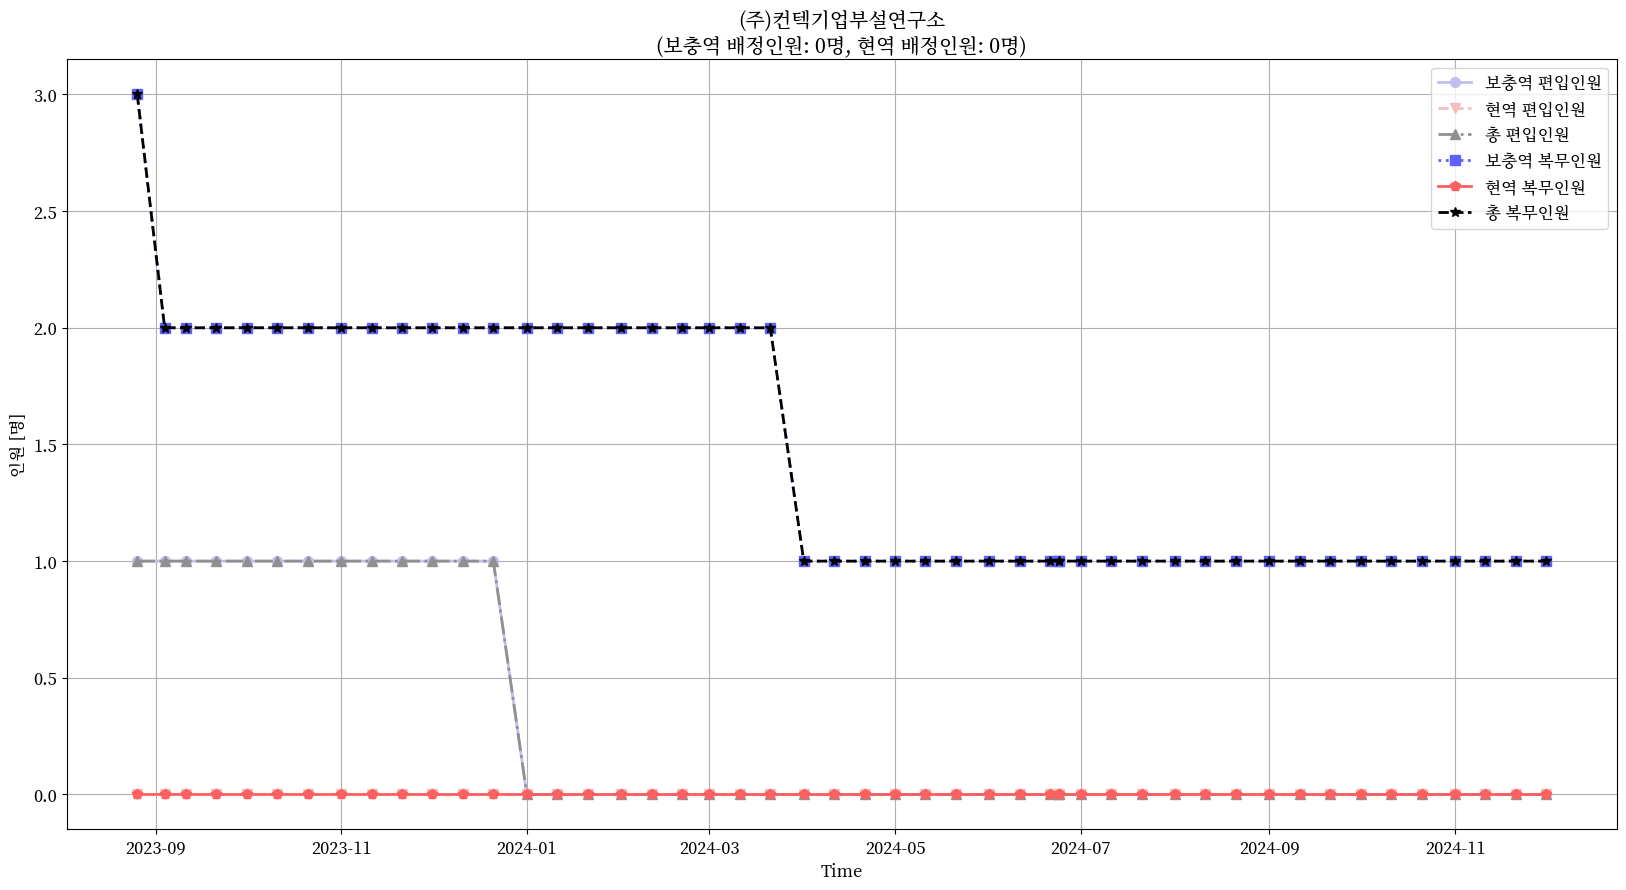 (주)컨텍기업부설연구소
(보충역 배정인원: 0명, 현역 배정인원: 0명)
보충역 편입인원
현역 편입인원
총 편입인원
보충역 복무인원
현역 복무인원
총 복무인원
인원 [명]
3.0
2.5
2.0
1.5
1.0
0.5
0.0
2023-09
2023-11
2024-01
2024-03
2024-05
2024-07
2024-09
2024-11
Time